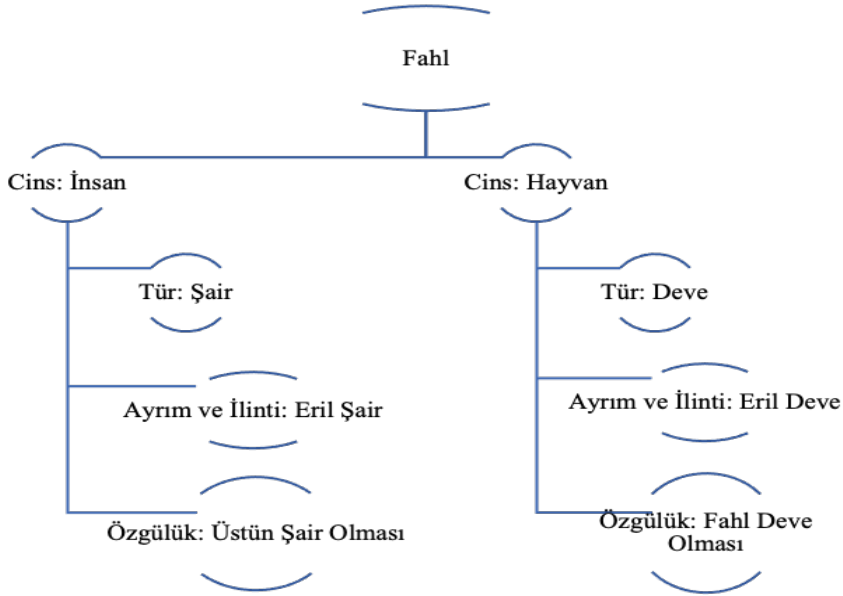 Fahl
Cins: İnsan
Cins: Hayvan
Tür: Şair
Tür: Deve
Ayrım ve İlinti: Eril Şair
Ayrım ve İlinti: Eril Deve
Özgülük: Üstün Şair Olması
Özgülük: Fahl Deve
Olması